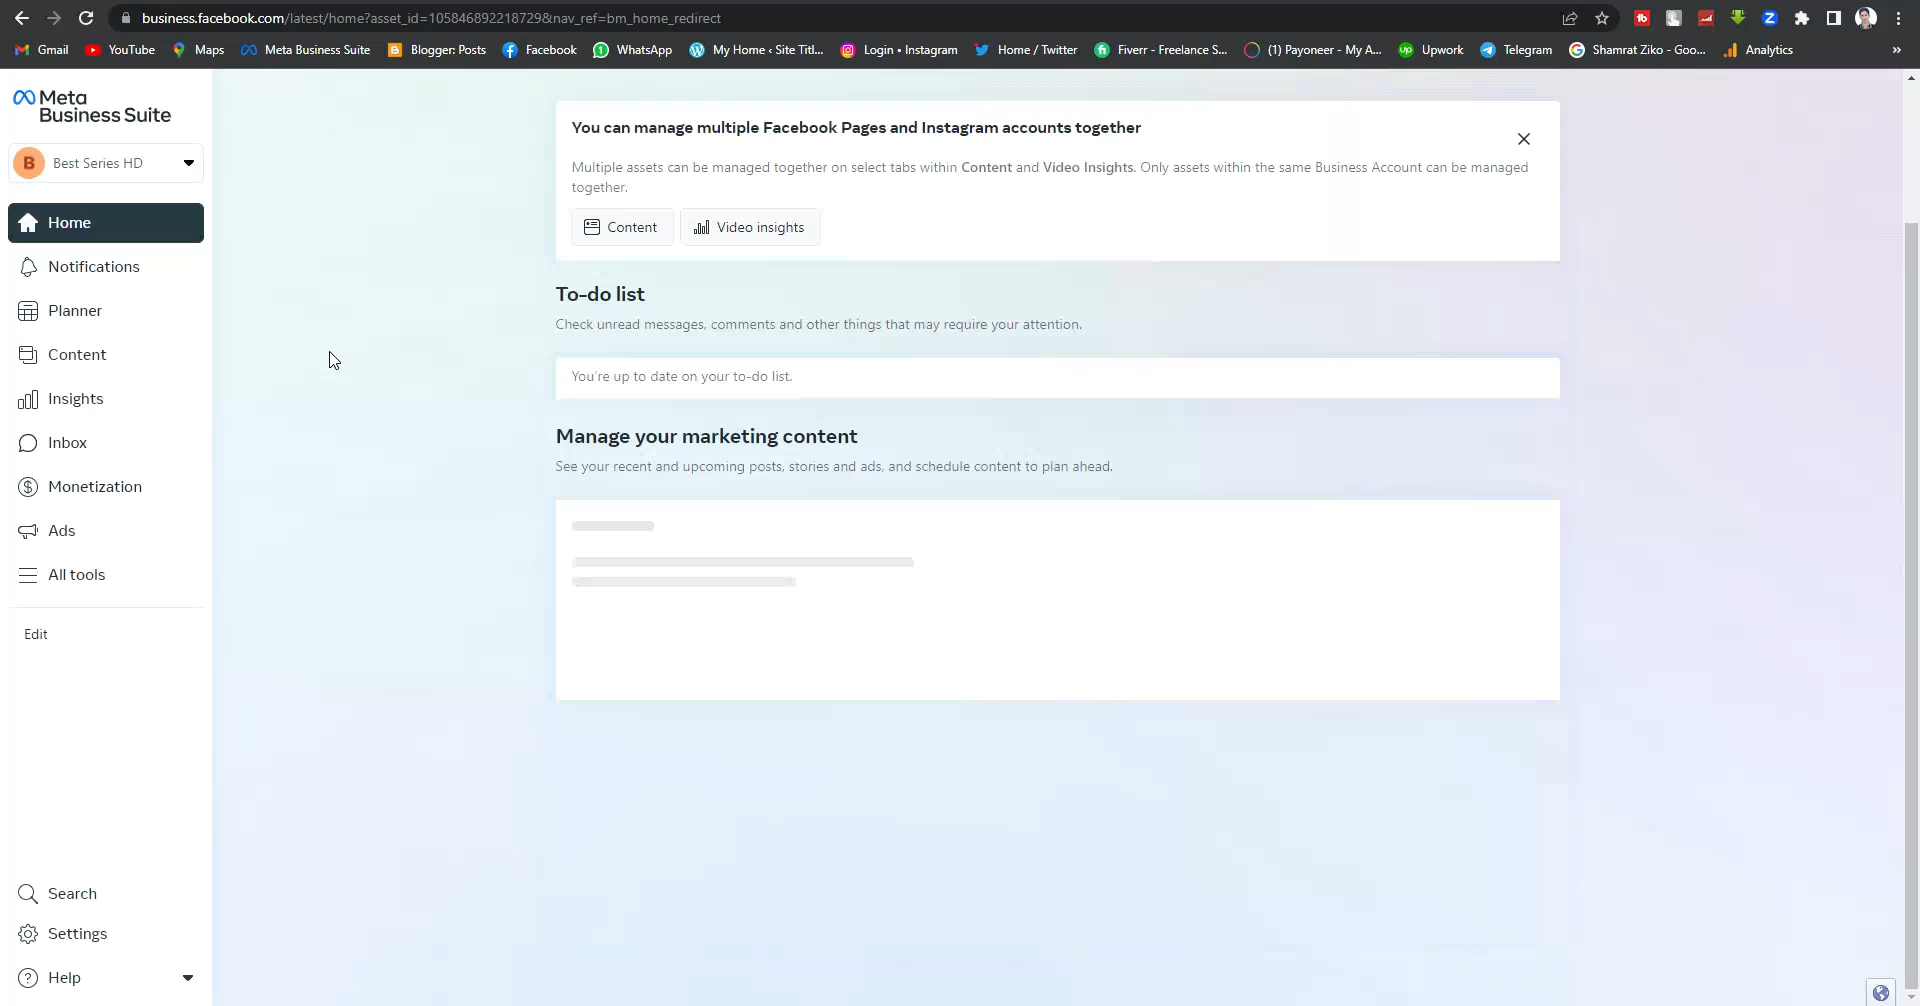 business.facebook.com/latest/home?asset_id=105846892218729&nav_ref=bm_home_redirect
Gmail YouTube Maps Meta Business Suite Blogger: Posts Facebook WhatsApp My Home ‹ Site Titl... Login • Instagram Home / Twitter Fiverr - Freelance S... (1) Payoneer - My A... Upwork Telegram Shamrat Ziko - Goo... Analytics »
Meta
Business Suite
B Best Series HD
Home
Notifications
Planner
Content
Insights
Inbox
Monetization
Ads
All tools
Edit
Search
Settings
Help
You can manage multiple Facebook Pages and Instagram accounts together
Multiple assets can be managed together on select tabs within Content and Video Insights. Only assets within the same Business Account can be managed
together.
Content Video insights
To-do list
Check unread messages, comments and other things that may require your attention.
You're up to date on your to-do list.
Manage your marketing content
See your recent and upcoming posts, stories and ads, and schedule content to plan ahead.